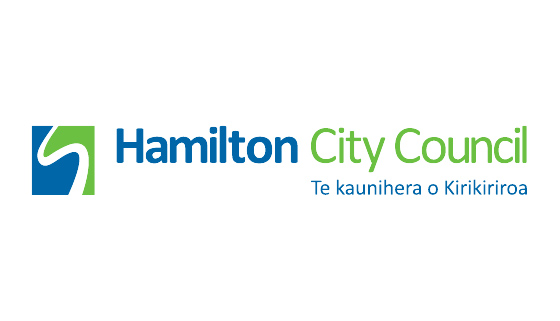 Hamilton City Council
Te kaunihera o Kirikiriroa